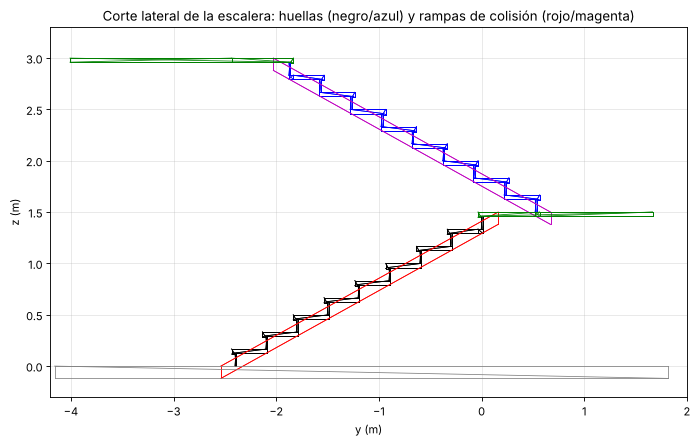 Corte lateral de la escalera: huellas (negro/azul) y rampas de colisión (rojo/magenta)
3.0
2.5
2.0
1.5
1.0
0.5
0.0
z (m)
−4 −3 −2 −1 0 1 2
y (m)